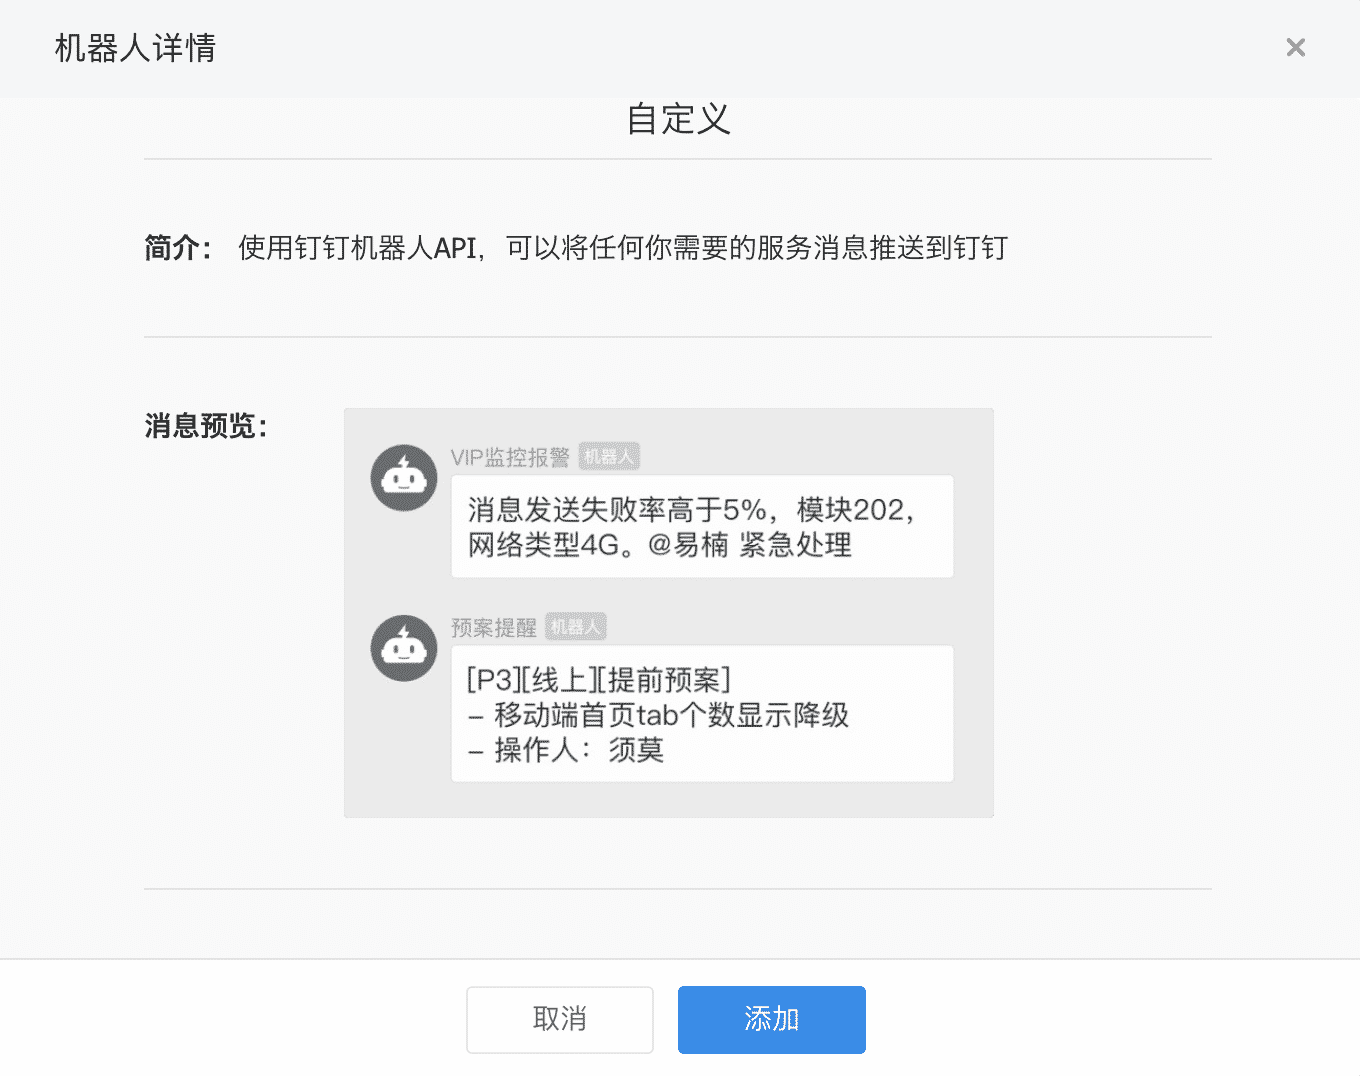 机器人详情
自定义
简介： 使用钉钉机器人API，可以将任何你需要的服务消息推送到钉钉
消息预览：
VIP监控报警 机器人
消息发送失败率高于5%，模块202，
网络类型4G。@易楠 紧急处理
预案提醒 机器人
[P3][线上][提前预案]
– 移动端首页tab个数显示降级
– 操作人：须莫
取消 添加